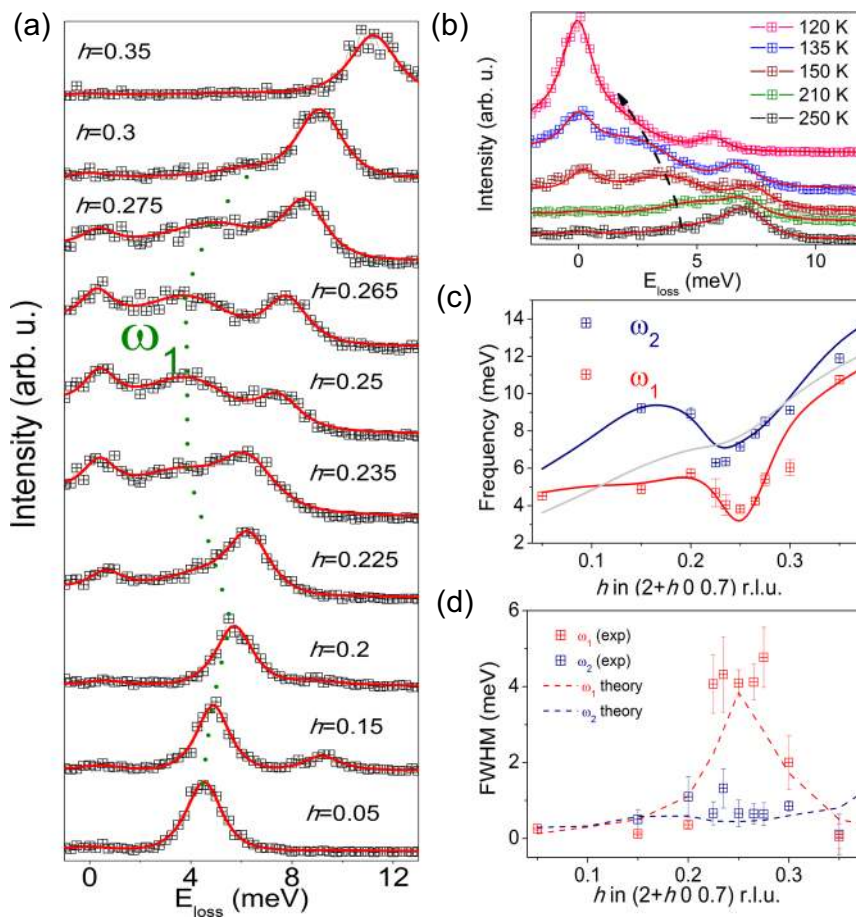 (a)
h=0.35
h=0.3
h=0.275
h=0.265
ω1
h=0.25
h=0.235
h=0.225
h=0.2
h=0.15
h=0.05
Intensity (arb. u.)
0 4 8 12
Eloss (meV)
(b)
120 K
135 K
150 K
210 K
250 K
Intensity (arb. u.)
0 5 10
Eloss (meV)
(c)
ω2
ω1
Frequency (meV)
14
12
10
8
6
4
2
0.1 0.2 0.3
h in (2+h 0 0.7) r.l.u.
(d)
ω1 (exp)
ω2 (exp)
ω1 theory
ω2 theory
FWHM (meV)
6
4
2
0
0.1 0.2 0.3
h in (2+h 0 0.7) r.l.u.